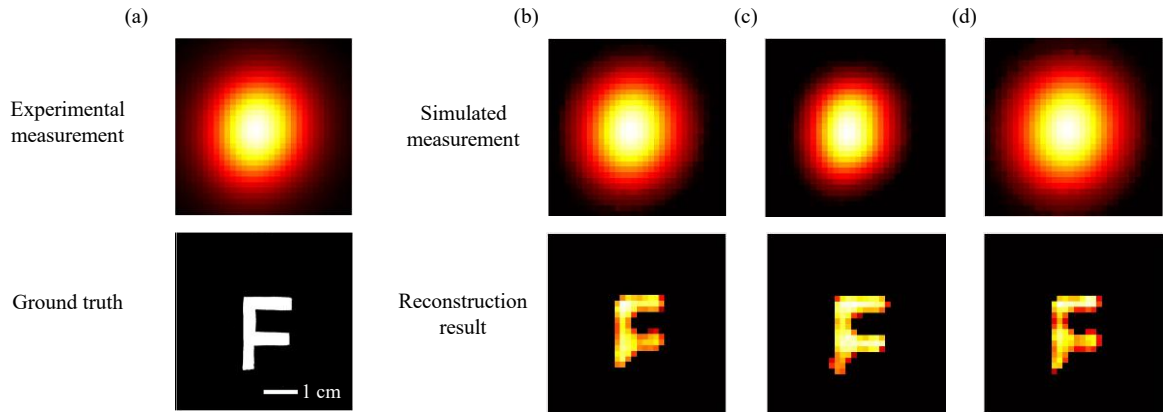 (a)
(b)
(c)
(d)
Experimental
measurement
Simulated
measurement
Ground truth
F
1 cm
Reconstruction
result
F
F
F